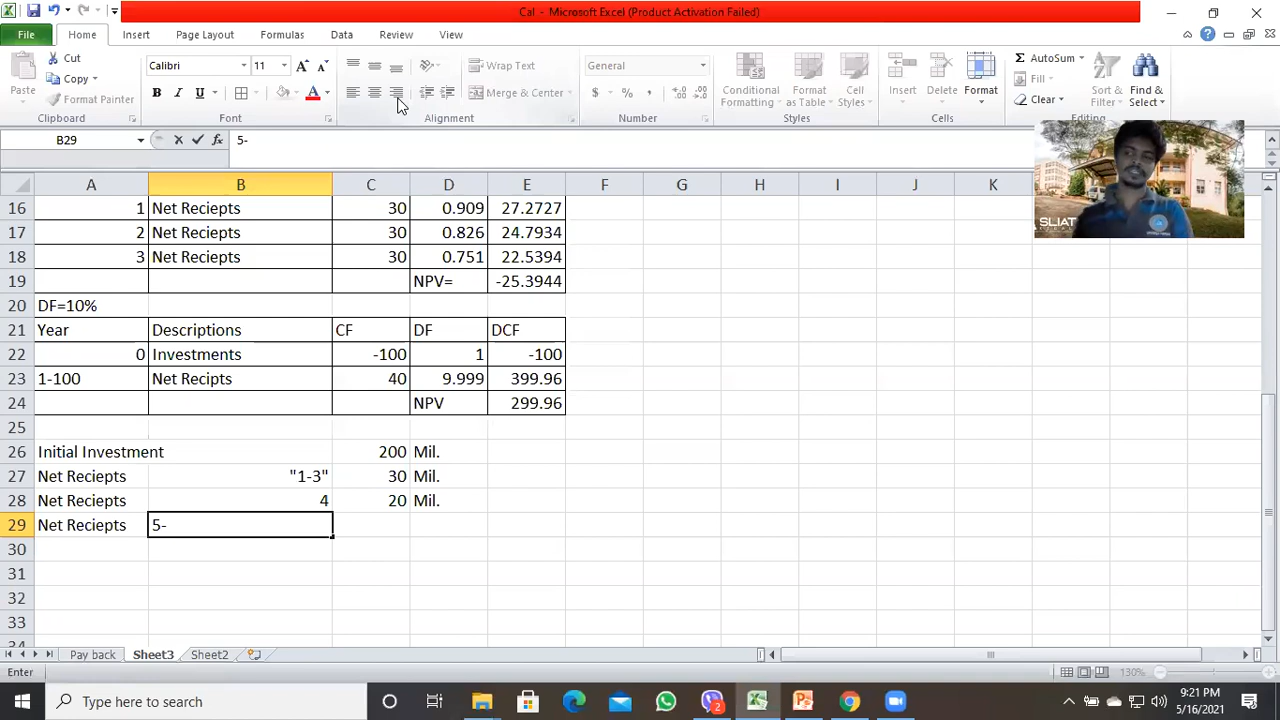 Cal - Microsoft Excel (Product Activation Failed)
File Home Insert Page Layout Formulas Data Review View
Paste Cut Copy Format Painter
Clipboard
Calibri 11
B I U A
Font
Wrap Text
Merge & Center
Alignment
General
$ % ,
Number
Conditional Formatting Format as Table Cell Styles
Styles
Insert Delete Format
Cells
Σ AutoSum Fill Clear Sort & Filter Find & Select
Editing
B29 fx 5-
A B C D E F G H I J K
16 1 Net Reciepts 30 0.909 27.2727
17 2 Net Reciepts 30 0.826 24.7934
18 3 Net Reciepts 30 0.751 22.5394
19 NPV= -25.3944
20 DF=10%
21 Year Descriptions CF DF DCF
22 0 Investments -100 1 -100
23 1-100 Net Recipts 40 9.999 399.96
24 NPV 299.96
25
26 Initial Investment 200 Mil.
27 Net Reciepts "1-3" 30 Mil.
28 Net Reciepts 4 20 Mil.
29 Net Reciepts 5-
30
31
32
33
34
SLIAT
Pay back Sheet3 Sheet2
Enter 130%
Type here to search
2
9:21 PM
5/16/2021